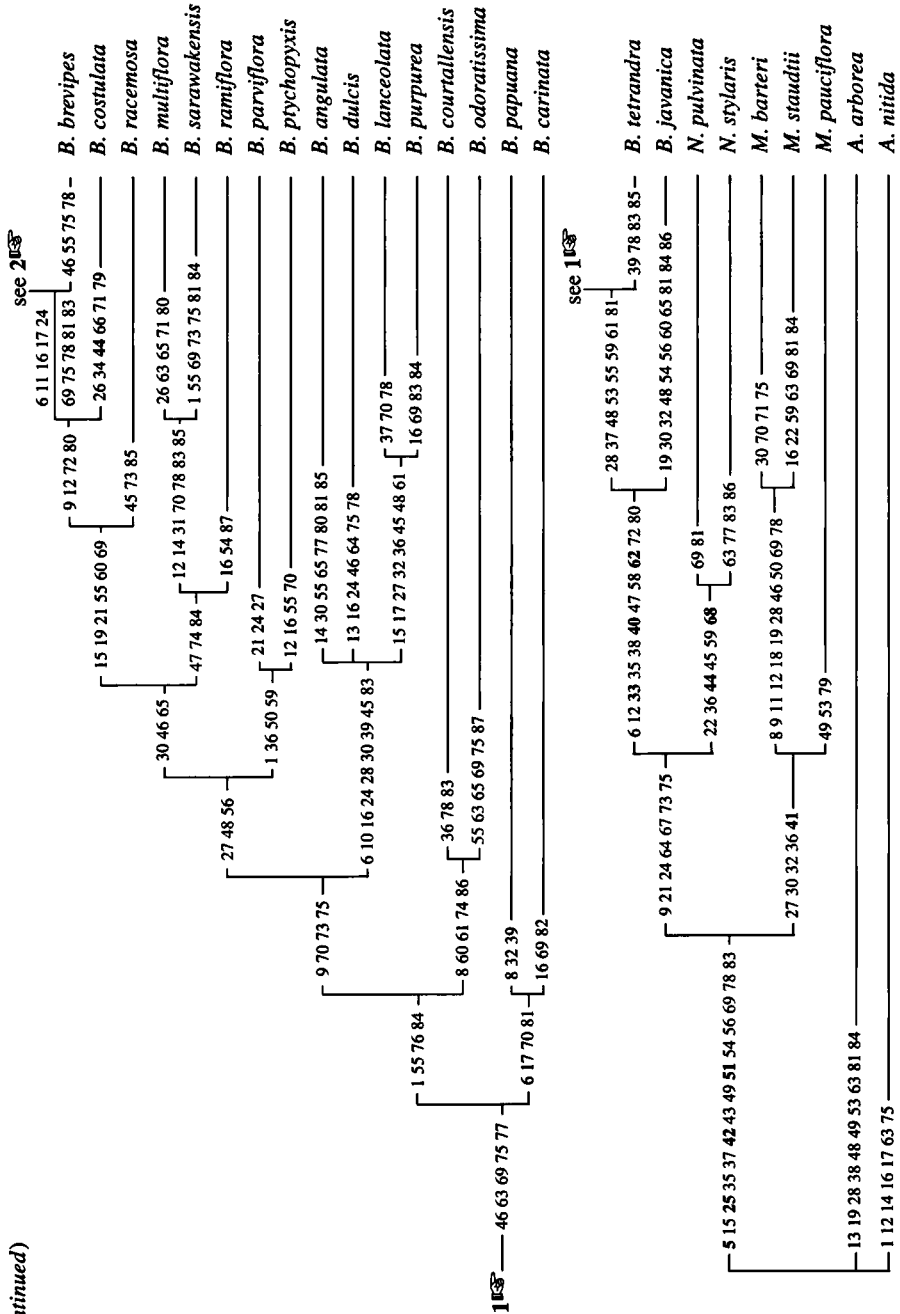 tinued)
see 2☞
6 11 16 17 24
46 55 75 78 B. brevipes
9 12 72 80
69 75 78 81 83
26 34 44 66 71 79 B. costulata
15 19 21 55 60 69
45 73 85 B. racemosa
30 46 65
26 63 65 71 80 B. multiflora
12 14 31 70 78 83 85
1 55 69 73 75 81 84 B. sarawakensis
47 74 84
16 54 87 B. ramiflora
27 48 56
21 24 27 B. parviflora
1 36 50 59
12 16 55 70 B. ptychopyxis
9 70 73 75
14 30 55 65 77 80 81 85 B. angulata
6 10 16 24 28 30 39 45 83
13 16 24 46 64 75 78 B. dulcis
37 70 78 B. lanceolata
15 17 27 32 36 45 48 61
16 69 83 84 B. purpurea
1 55 76 84
36 78 83 B. courtallensis
8 60 61 74 86
55 63 65 69 75 87 B. odoratissima
1☞ 46 63 69 75 77
8 32 39 B. papuana
6 17 70 81
16 69 82 B. carinata
see 1☞
28 37 48 53 55 59 61 81
39 78 83 85 B. tetrandra
6 12 33 35 38 40 47 58 62 72 80
19 30 32 48 54 56 60 65 81 84 86 B. javanica
9 21 24 64 67 73 75
69 81 N. pulvinata
22 36 44 45 59 68
63 77 83 86 N. stylaris
5 15 25 35 37 42 43 49 51 54 56 69 78 83
30 70 71 75 M. barteri
8 9 11 12 18 19 28 46 50 69 78
16 22 59 63 69 81 84 M. staudtii
27 30 32 36 41
49 53 79 M. pauciflora
13 19 28 38 48 49 53 63 81 84 A. arborea
1 12 14 16 17 63 75 A. nitida